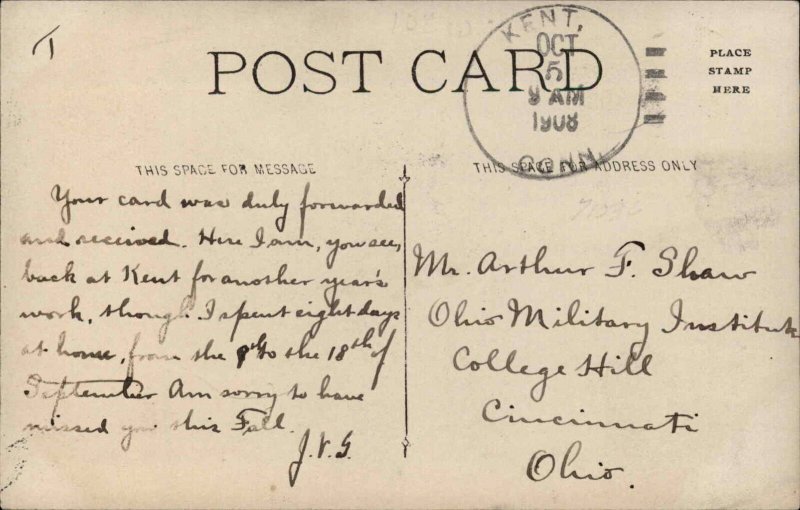 POST CARD
KENT,
OCT
5
9 AM
1908
CONN.
PLACE
STAMP
HERE
THIS SPACE FOR MESSAGE
Your card was duly forwarded
and received. Here I am, you see,
back at Kent for another year's
work, though I spent eight days
at home, from the 9th to the 18th of
September. Am sorry to have
missed you this Fall.
J.V.G.
THIS SPACE FOR ADDRESS ONLY
Mr. Arthur F. Shaw
Ohio Military Institute
College Hill
Cincinnati
Ohio.